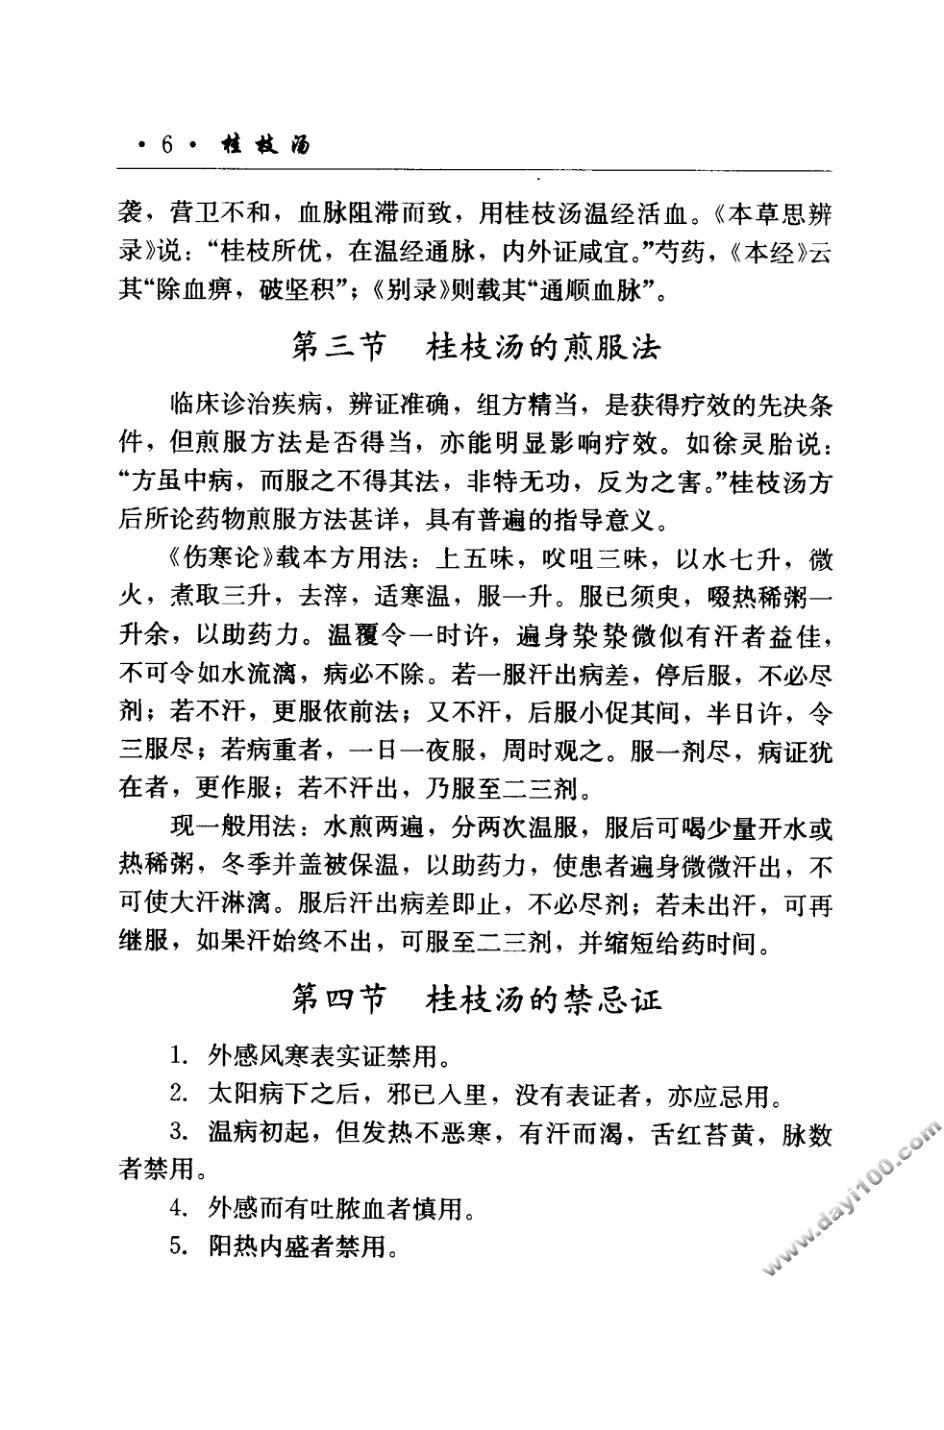 ·6· 桂枝汤
袭，营卫不和，血脉阻滞而致，用桂枝汤温经活血。《本草思辨
录》说：“桂枝所优，在温经通脉，内外证咸宜。”芍药，《本经》云
其“除血痹，破坚积”；《别录》则载其“通顺血脉”。
第三节 桂枝汤的煎服法
临床诊治疾病，辨证准确，组方精当，是获得疗效的先决条
件，但煎服方法是否得当，亦能明显影响疗效。如徐灵胎说：
“方虽中病，而服之不得其法，非特无功，反为之害。”桂枝汤方
后所论药物煎服方法甚详，具有普遍的指导意义。
《伤寒论》载本方用法：上五味，㕮咀三味，以水七升，微
火，煮取三升，去滓，适寒温，服一升。服已须臾，啜热稀粥一
升余，以助药力。温覆令一时许，遍身漐漐微似有汗者益佳，
不可令如水流漓，病必不除。若一服汗出病差，停后服，不必尽
剂；若不汗，更服依前法；又不汗，后服小促其间，半日许，令
三服尽；若病重者，一日一夜服，周时观之。服一剂尽，病证犹
在者，更作服；若不汗出，乃服至二三剂。
现一般用法：水煎两遍，分两次温服，服后可喝少量开水或
热稀粥，冬季并盖被保温，以助药力，使患者遍身微微汗出，不
可使大汗淋漓。服后汗出病差即止，不必尽剂；若未出汗，可再
继服，如果汗始终不出，可服至二三剂，并缩短给药时间。
第四节 桂枝汤的禁忌证
1. 外感风寒表实证禁用。
2. 太阳病下之后，邪已入里，没有表证者，亦应忌用。
3. 温病初起，但发热不恶寒，有汗而渴，舌红苔黄，脉数
者禁用。
4. 外感而有吐脓血者慎用。
5. 阳热内盛者禁用。
www.dayi100.com